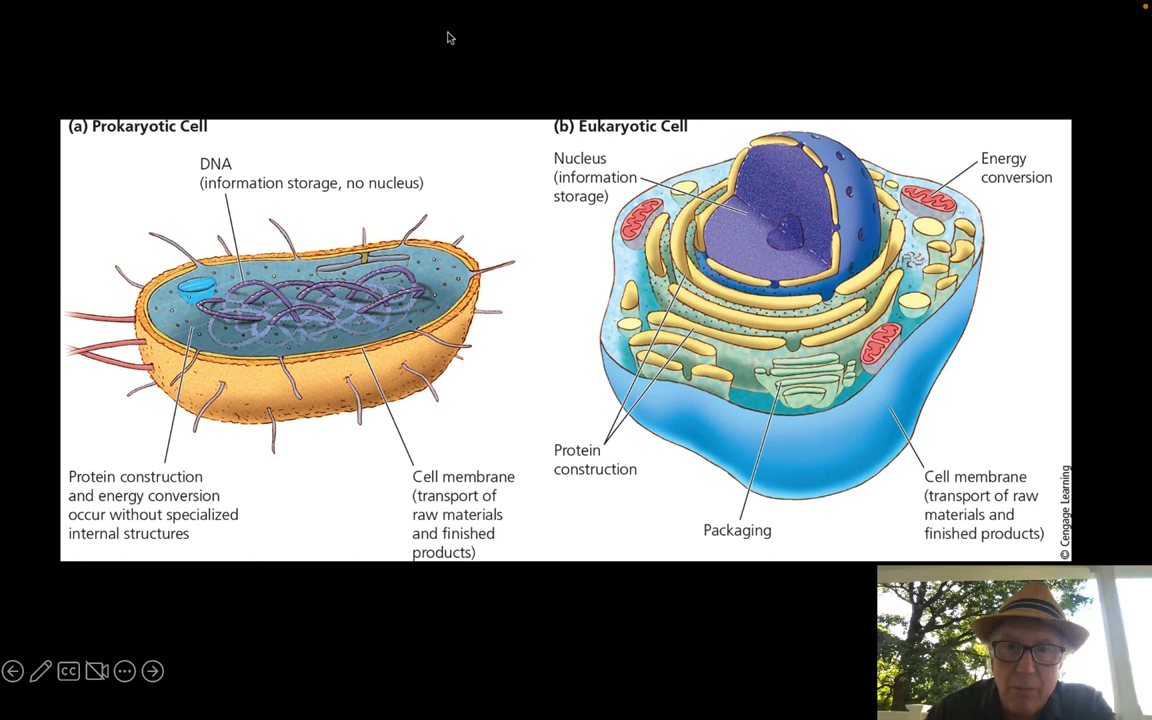 (a) Prokaryotic Cell
DNA
(information storage, no nucleus)
Protein construction
and energy conversion
occur without specialized
internal structures
Cell membrane
(transport of
raw materials
and finished
products)
(b) Eukaryotic Cell
Nucleus
(information
storage)
Energy
conversion
Protein
construction
Packaging
Cell membrane
(transport of raw
materials and
finished products)
© Cengage Learning
CC